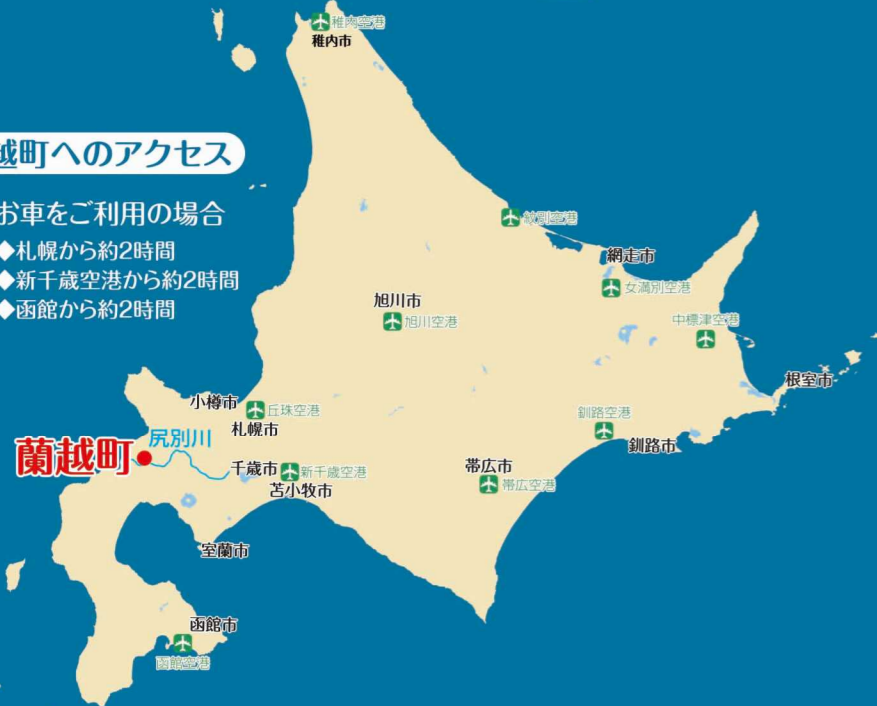 稚内空港
稚内市
越町へのアクセス
お車をご利用の場合
◆札幌から約2時間
◆新千歳空港から約2時間
◆函館から約2時間
紋別空港
網走市
女満別空港
旭川市
旭川空港
中標津空港
根室市
小樽市
丘珠空港
札幌市
釧路空港
釧路市
尻別川
蘭越町
千歳市
新千歳空港
苫小牧市
帯広市
帯広空港
室蘭市
函館市
函館空港